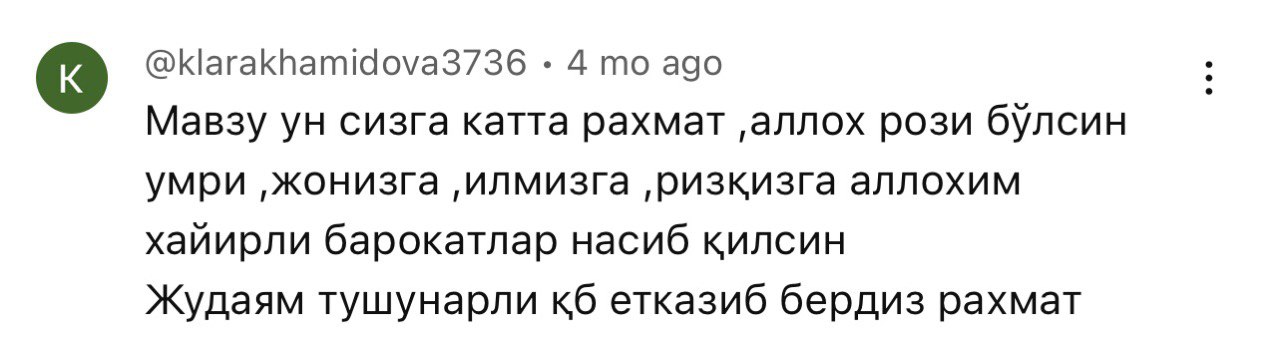 K
@klarakhamidova3736 • 4 mo ago
Мавзу ун сизга катта рахмат ,аллох рози бўлсин
умри ,жонизга ,илмизга ,ризқизга аллохим
хайирли барокатлар насиб қилсин
Жудаям тушунарли қб етказиб бердиз рахмат